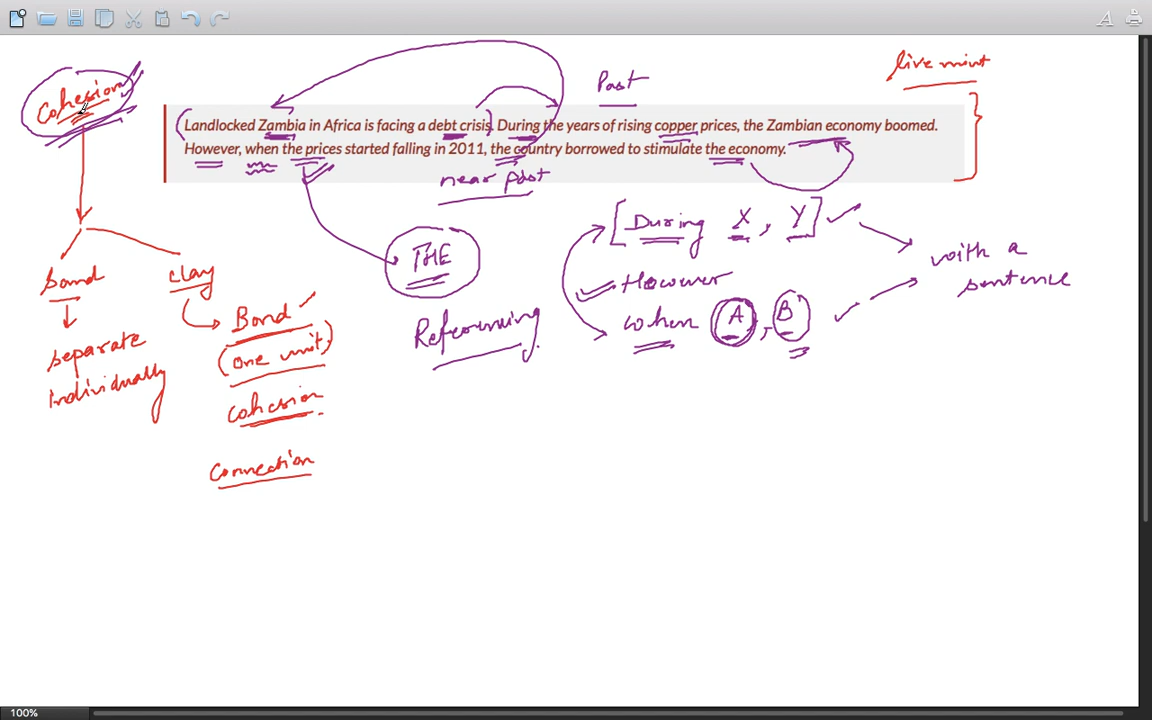 Cohesion
live mint
Past
Landlocked Zambia in Africa is facing a debt crisis. During the years of rising copper prices, the Zambian economy boomed.
However, when the prices started falling in 2011, the country borrowed to stimulate the economy.
near past
[During X, Y]
THE
However
when A, B
with a
sentence
Referrining
sand
clay
separate
individually
Bond
(one unit)
cohesion
connection
A
100%